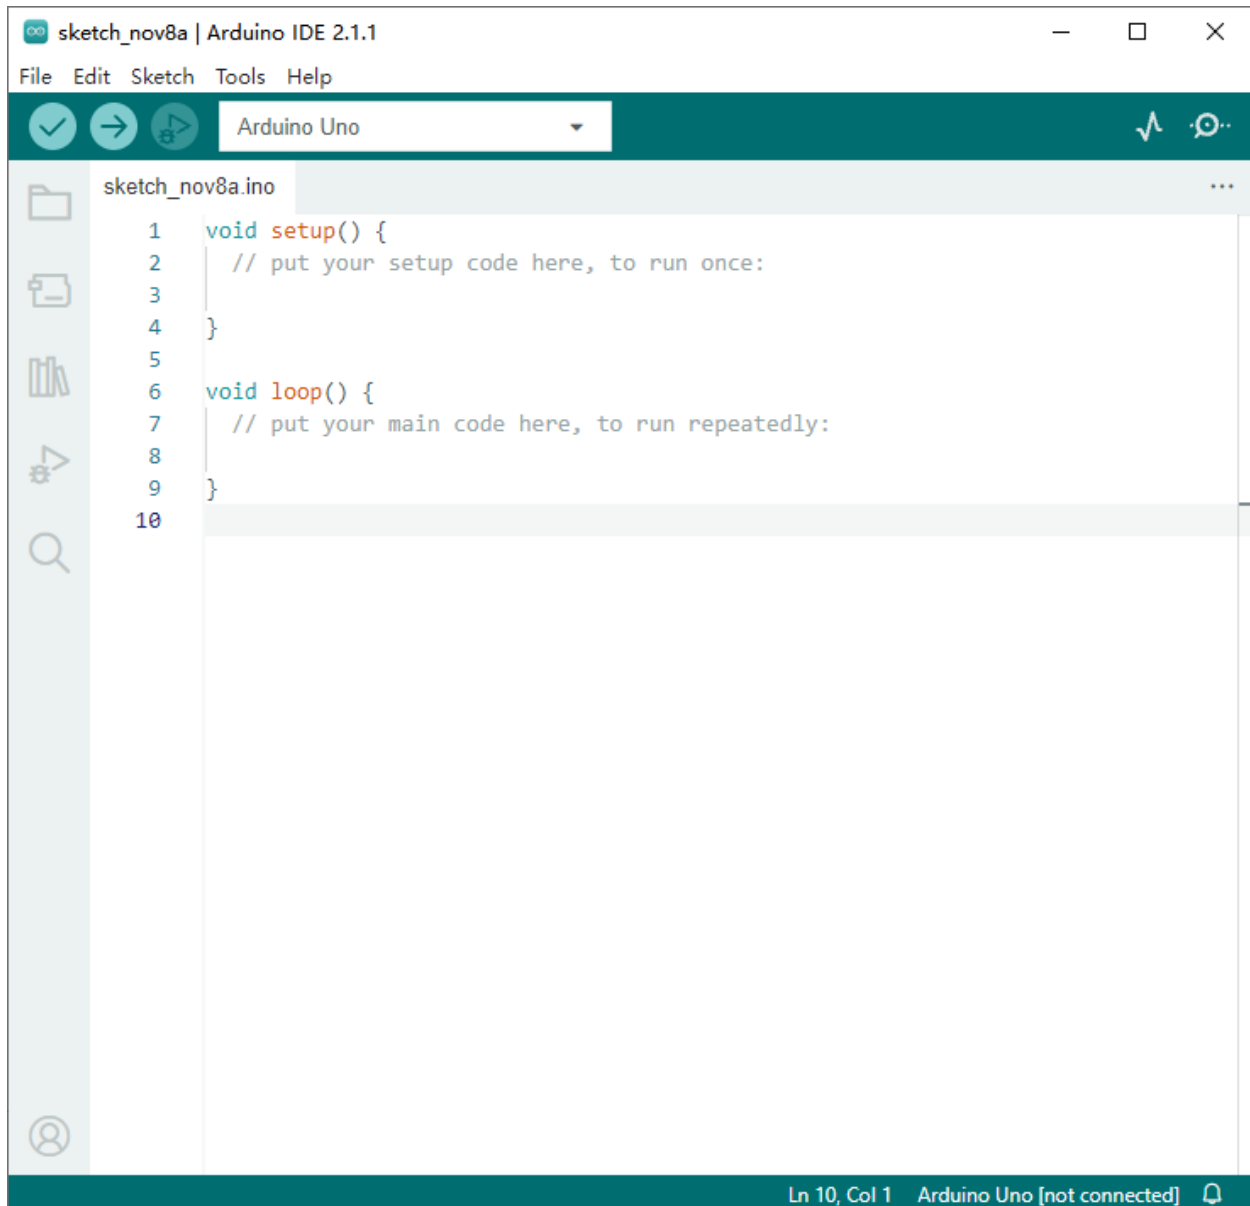 sketch_nov8a | Arduino IDE 2.1.1
File Edit Sketch Tools Help
Arduino Uno
sketch_nov8a.ino
1 void setup() {
2   // put your setup code here, to run once:
3
4 }
5
6 void loop() {
7   // put your main code here, to run repeatedly:
8
9 }
10
Ln 10, Col 1 Arduino Uno [not connected]